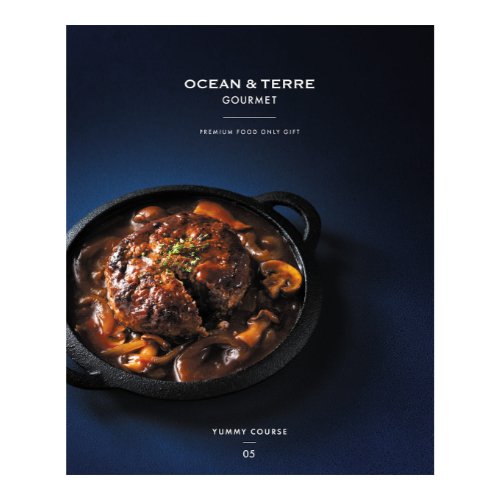 OCEAN & TERRE
GOURMET
PREMIUM FOOD ONLY GIFT
YUMMY COURSE
05